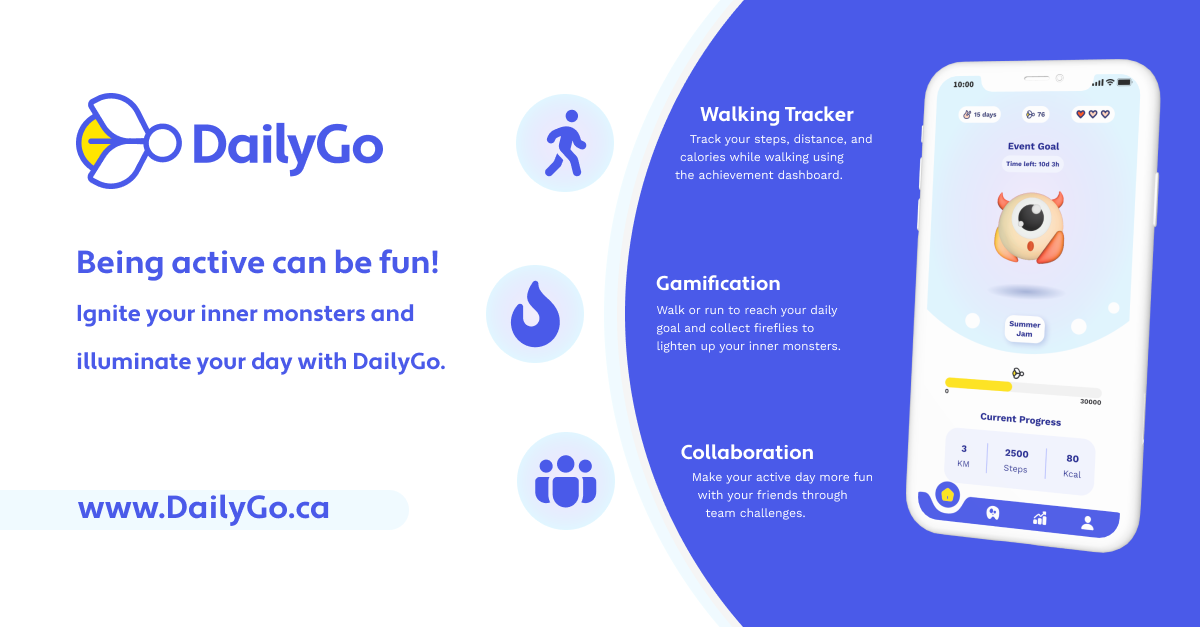 DailyGo
Being active can be fun!
Ignite your inner monsters and
illuminate your day with DailyGo.
www.DailyGo.ca
Walking Tracker
Track your steps, distance, and
calories while walking using
the achievement dashboard.
Gamification
Walk or run to reach your daily
goal and collect fireflies to
lighten up your inner monsters.
Collaboration
Make your active day more fun
with your friends through
team challenges.
10:00
15 days
76
Event Goal
Time left: 10d 3h
Summer
Jam
0
30000
Current Progress
3 2500 80
KM Steps Kcal